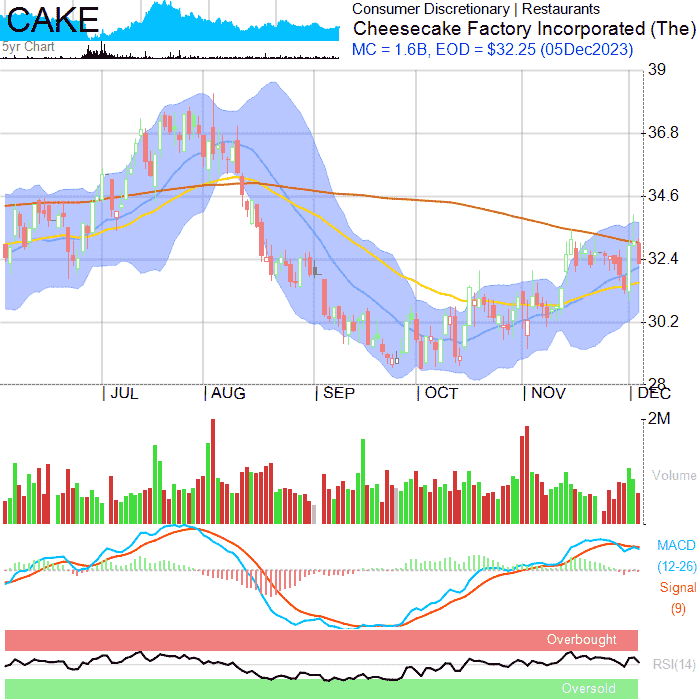 CAKE
5yr Chart
Consumer Discretionary | Restaurants
Cheesecake Factory Incorporated (The)
MC = 1.6B, EOD = $32.25 (05Dec2023)
39
36.8
34.6
32.4
30.2
28
JUL
AUG
SEP
OCT
NOV
DEC
2M
Volume
MACD
(12-26)
Signal
(9)
Overbought
RSI(14)
Oversold